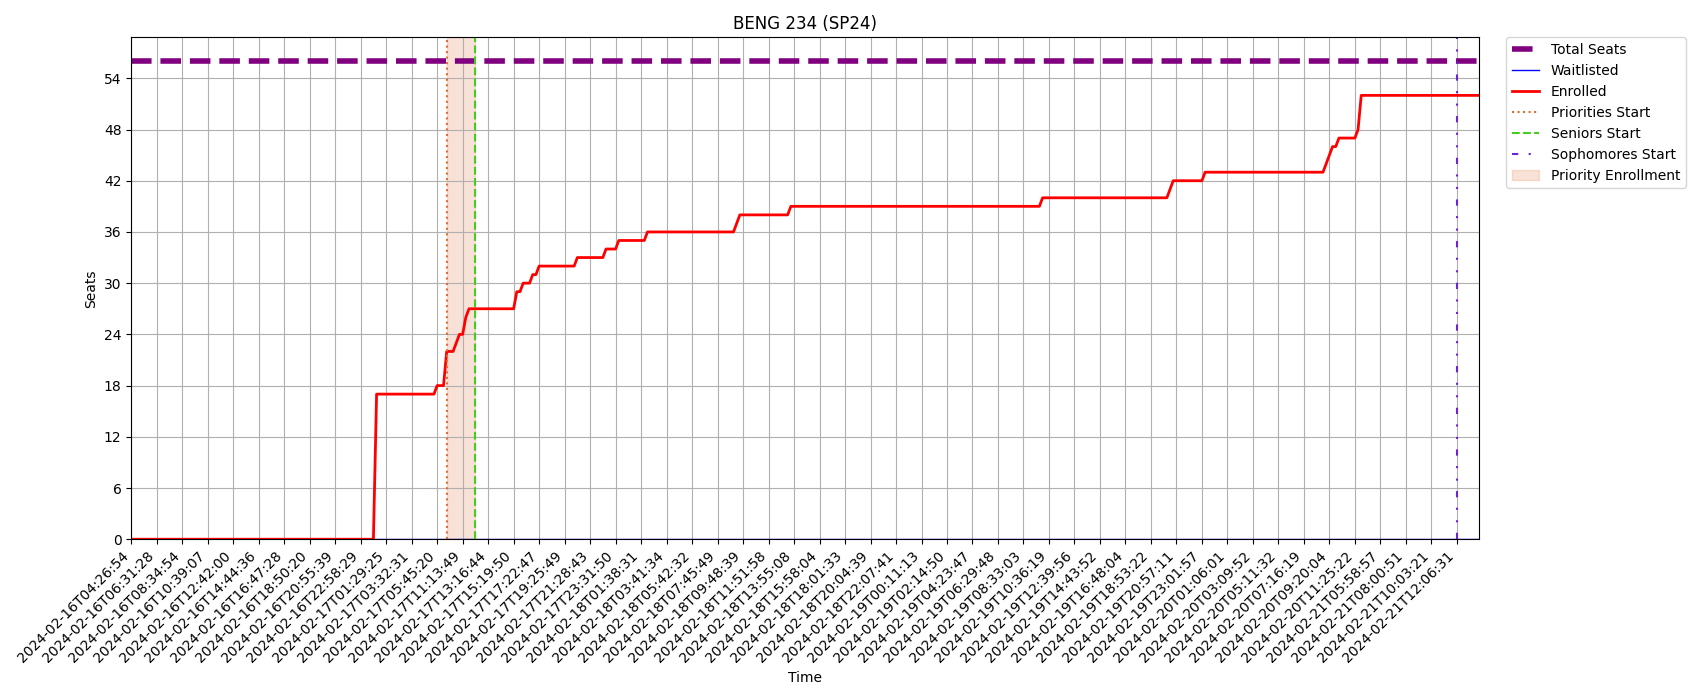 BENG 234 (SP24)
Total Seats
Waitlisted
Enrolled
Priorities Start
Seniors Start
Sophomores Start
Priority Enrollment
Seats
54
48
42
36
30
24
18
12
6
0
2024-02-16T04:26:54
2024-02-16T06:31:28
2024-02-16T08:34:54
2024-02-16T10:39:07
2024-02-16T12:42:00
2024-02-16T14:44:36
2024-02-16T16:47:28
2024-02-16T18:50:20
2024-02-16T20:55:39
2024-02-16T22:58:29
2024-02-17T01:29:25
2024-02-17T03:32:31
2024-02-17T05:45:20
2024-02-17T11:13:49
2024-02-17T13:16:44
2024-02-17T15:19:50
2024-02-17T17:22:47
2024-02-17T19:25:49
2024-02-17T21:28:43
2024-02-17T23:31:50
2024-02-18T01:38:31
2024-02-18T03:41:34
2024-02-18T05:42:32
2024-02-18T07:45:49
2024-02-18T09:48:39
2024-02-18T11:51:58
2024-02-18T13:55:08
2024-02-18T15:58:04
2024-02-18T18:01:33
2024-02-18T20:04:39
2024-02-18T22:07:41
2024-02-19T00:11:13
2024-02-19T02:14:50
2024-02-19T04:23:47
2024-02-19T06:29:48
2024-02-19T08:33:03
2024-02-19T10:36:19
2024-02-19T12:39:56
2024-02-19T14:43:52
2024-02-19T16:48:04
2024-02-19T18:53:22
2024-02-19T20:57:11
2024-02-19T23:01:57
2024-02-20T01:06:01
2024-02-20T03:09:52
2024-02-20T05:11:32
2024-02-20T07:16:19
2024-02-20T09:20:04
2024-02-20T11:25:22
2024-02-21T05:58:57
2024-02-21T08:00:51
2024-02-21T10:03:21
2024-02-21T12:06:31
Time